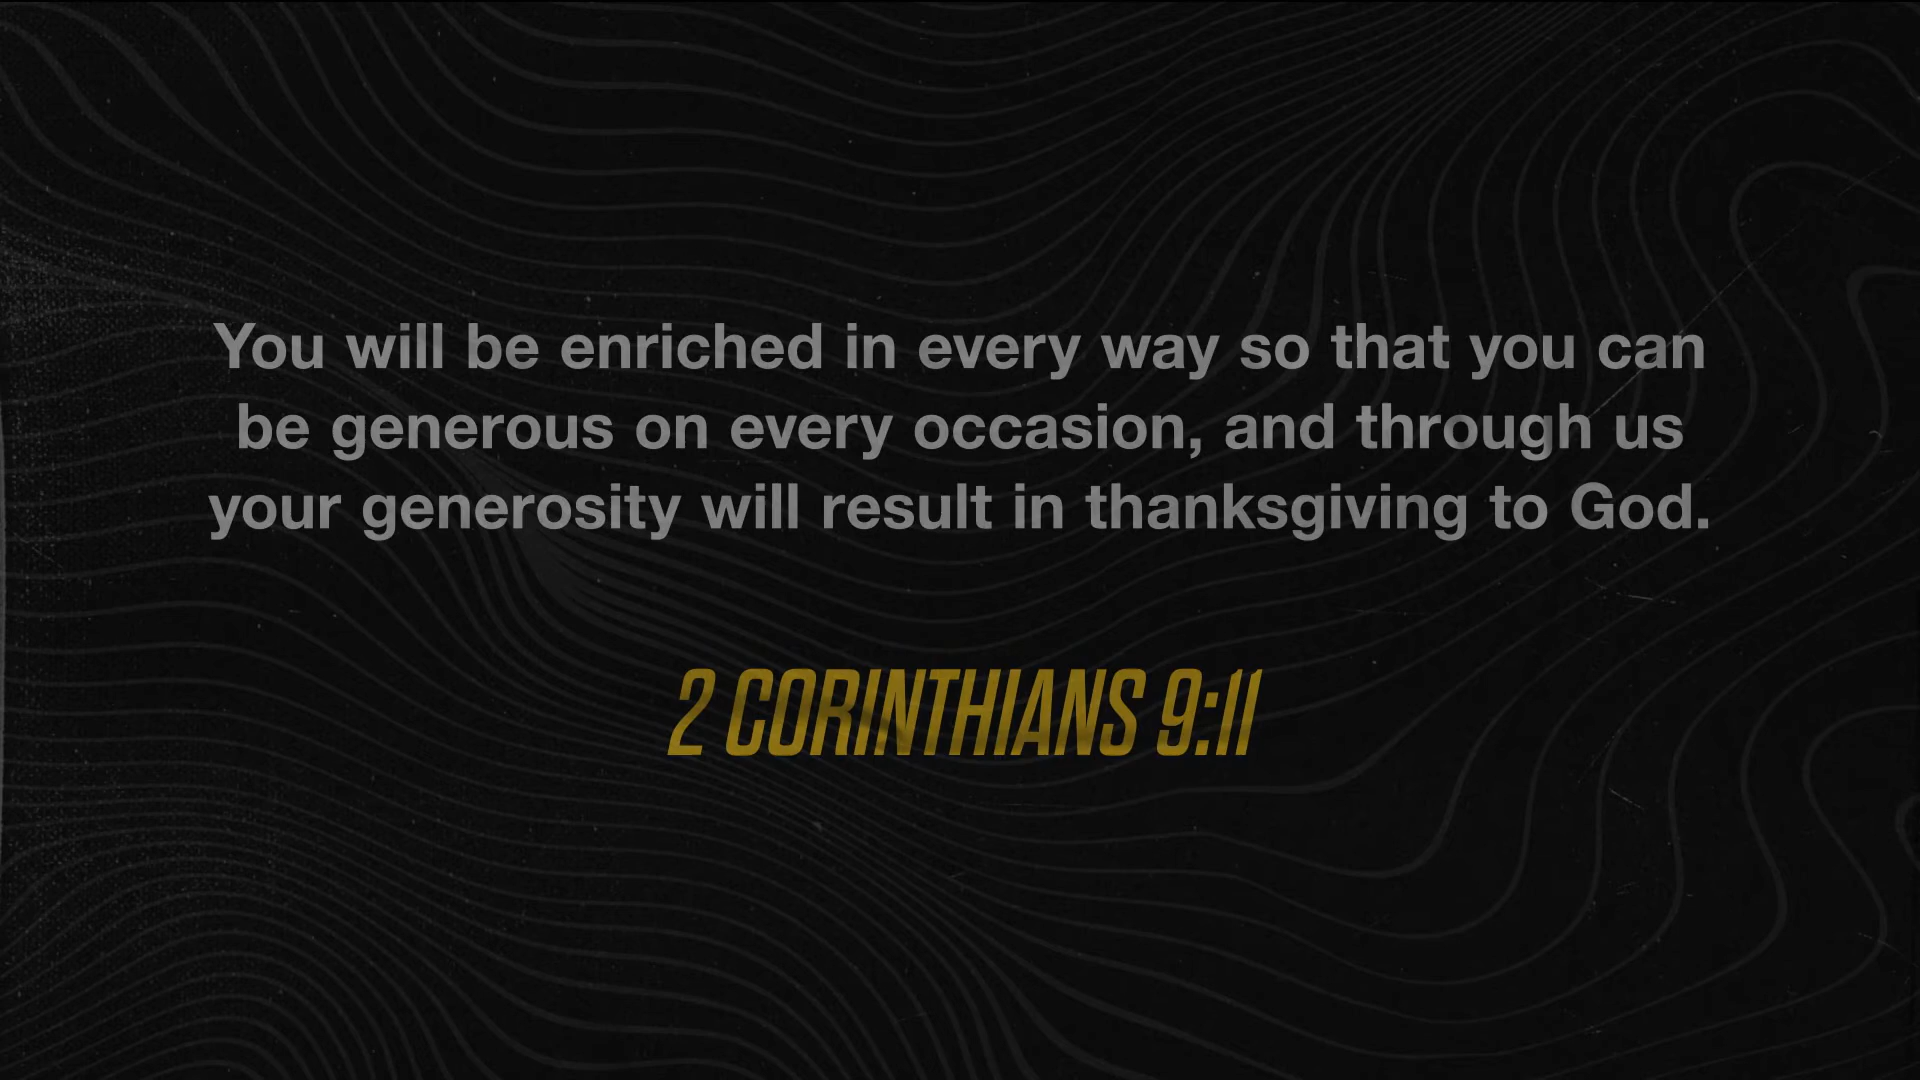 You will be enriched in every way so that you can
be generous on every occasion, and through us
your generosity will result in thanksgiving to God.
2 CORINTHIANS 9:11